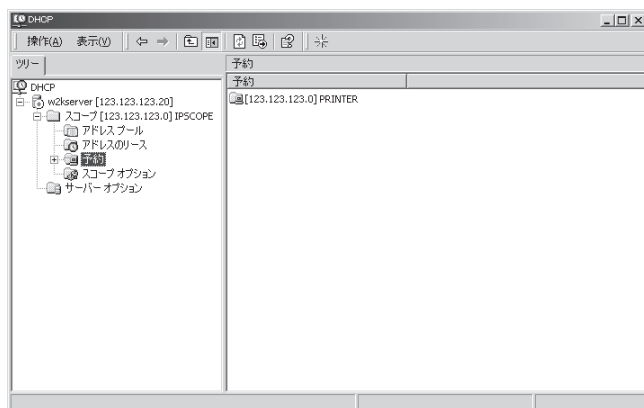 DHCP
操作(A) 表示(V)
ツリー
予約
DHCP
予約
w2kserver [123.123.123.20]
[123.123.123.0] PRINTER
スコープ [123.123.123.0] IPSCOPE
アドレス プール
アドレスのリース
予約
スコープ オプション
サーバー オプション